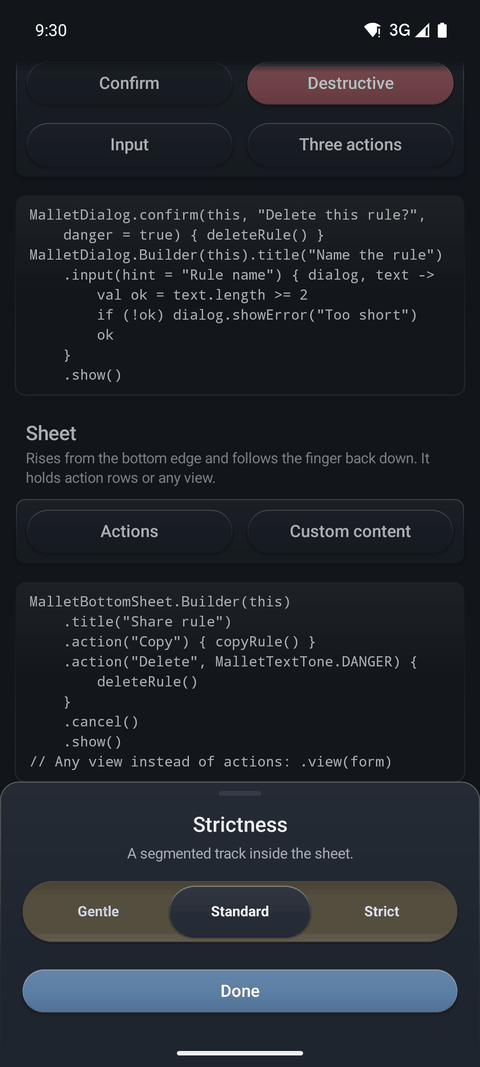 9:30
3G
Confirm
Destructive
Input
Three actions
MalletDialog.confirm(this, "Delete this rule?",
    danger = true) { deleteRule() }
MalletDialog.Builder(this).title("Name the rule")
    .input(hint = "Rule name") { dialog, text ->
        val ok = text.length >= 2
        if (!ok) dialog.showError("Too short")
        ok
    }
    .show()
Sheet
Rises from the bottom edge and follows the finger back down. It
holds action rows or any view.
Actions
Custom content
MalletBottomSheet.Builder(this)
    .title("Share rule")
    .action("Copy") { copyRule() }
    .action("Delete", MalletTextTone.DANGER) {
        deleteRule()
    }
    .cancel()
    .show()
// Any view instead of actions: .view(form)
Strictness
A segmented track inside the sheet.
Gentle
Standard
Strict
Done